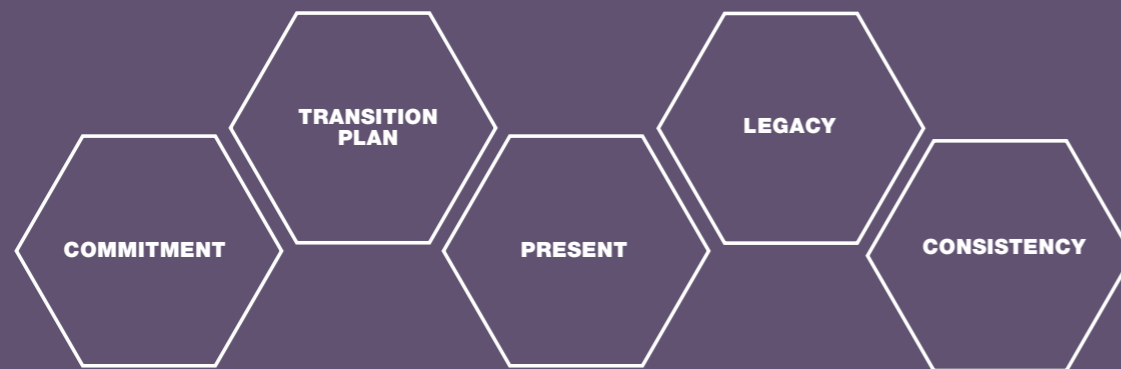 COMMITMENT
TRANSITION
PLAN
PRESENT
LEGACY
CONSISTENCY